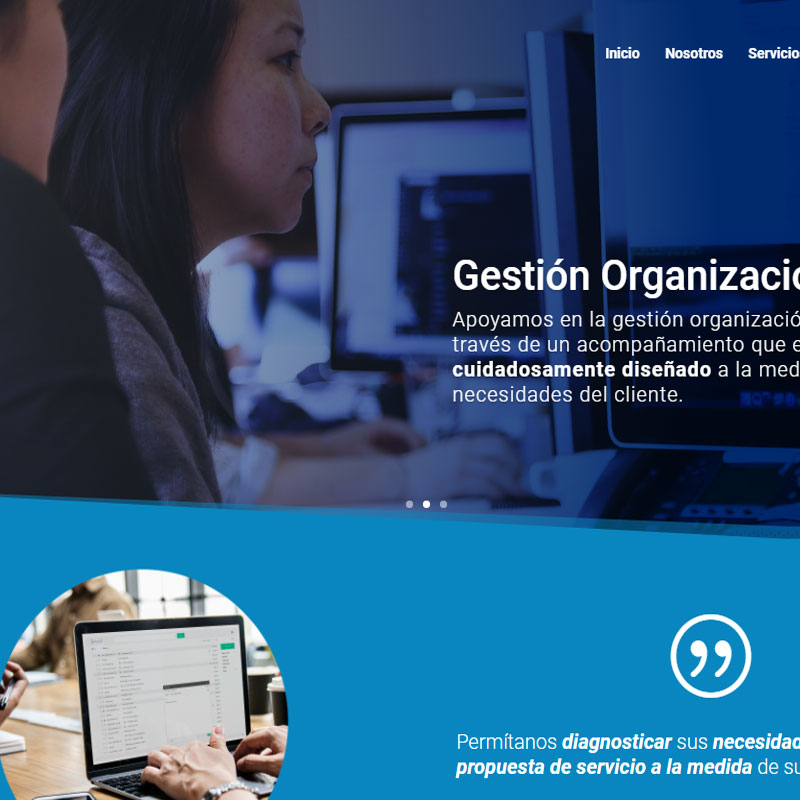 Inicio Nosotros Servicios
Gestión Organizacio
Apoyamos en la gestión organizació
través de un acompañamiento que e
cuidadosamente diseñado a la med
necesidades del cliente.
Permítanos diagnosticar sus necesidad
propuesta de servicio a la medida de su